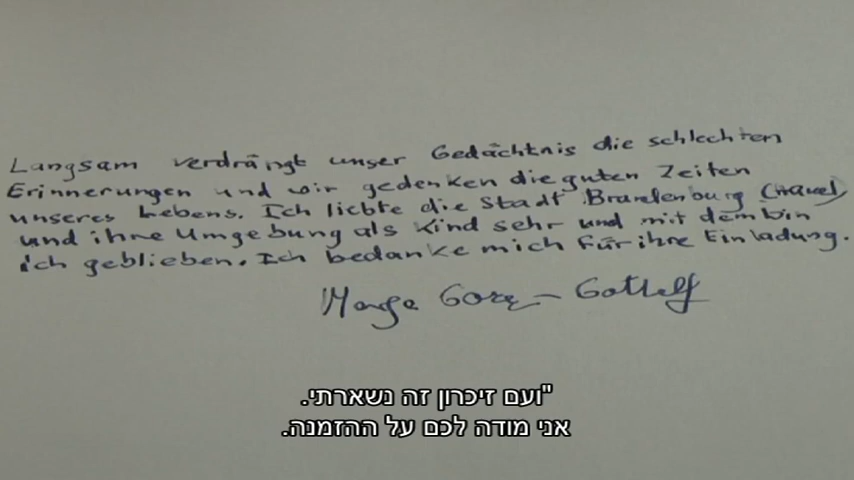 Langsam verdrängt unser Gedächtnis die schlechten
Erinnerungen und wir gedenken die guten Zeiten
unseres Lebens. Ich liebte die Stadt Brandenburg (Havel)
und ihre Umgebung als Kind sehr und mit dem bin
ich geblieben. Ich bedanke mich für ihre Einladung.
Gottelf
"ועם זיכרון זה נשארתי.
אני מודה לכם על ההזמנה.